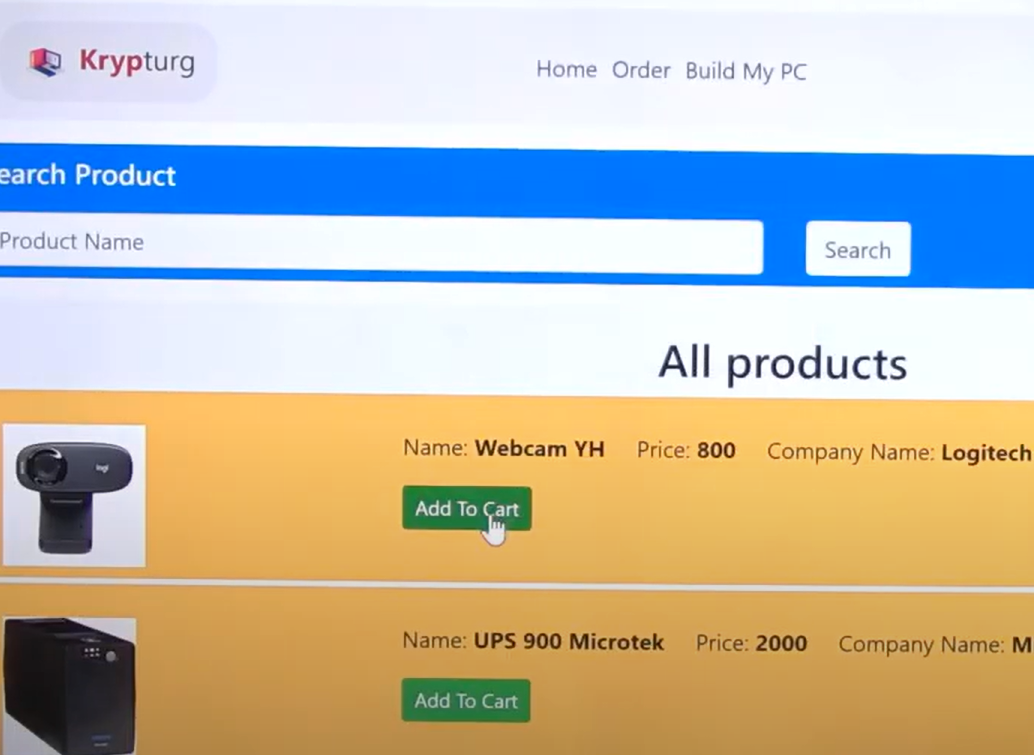 Krypturg
Home Order Build My PC
earch Product
Product Name
Search
All products
logi
Name: Webcam YH Price: 800 Company Name: Logitech
Add To Cart
Name: UPS 900 Microtek Price: 2000 Company Name: M
Add To Cart